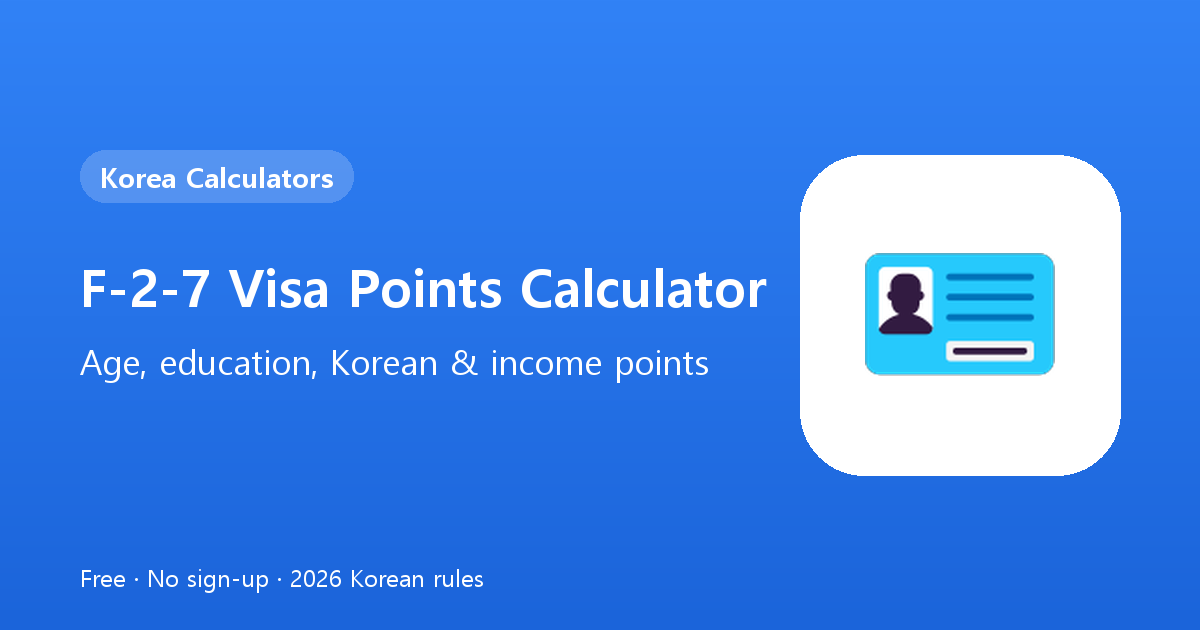 Korea Calculators
F-2-7 Visa Points Calculator
Age, education, Korean & income points
Free · No sign-up · 2026 Korean rules